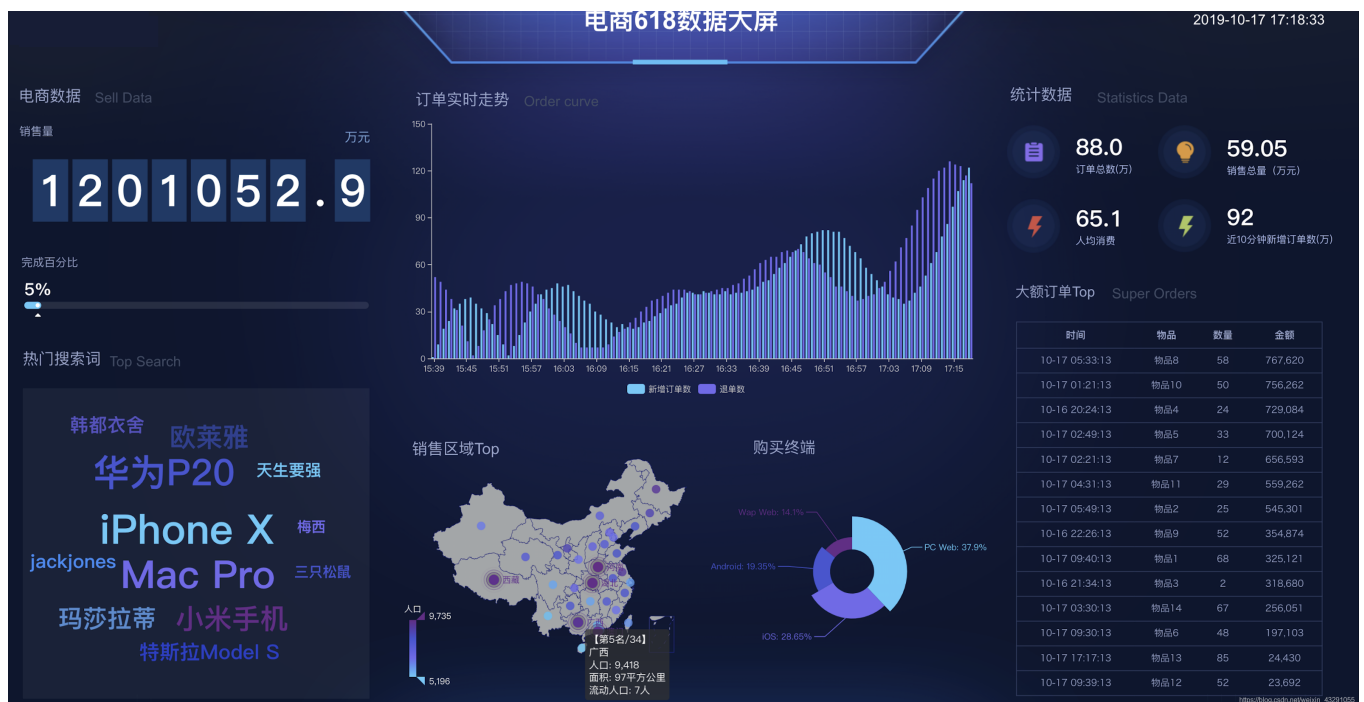 电商618数据大屏
2019-10-17 17:18:33
电商数据 Sell Data
销售量
万元
1201052.9
完成百分比
5%
热门搜索词 Top Search
韩都衣舍
欧莱雅
华为P20
天生要强
iPhone X
梅西
jackjones
Mac Pro
三只松鼠
玛莎拉蒂
小米手机
特斯拉Model S
订单实时走势 Order curve
150
120
90
60
30
0
15:39 15:45 15:51 15:57 16:03 16:09 16:15 16:21 16:27 16:33 16:39 16:45 16:51 16:57 17:03 17:09 17:15
新增订单数 退单数
销售区域Top
西藏
湖北
广西
人口
9,735
5,196
【第5名/34】
广西
人口: 9,418
面积: 97平方公里
流动人口: 7人
购买终端
Wap Web: 14.1%
PC Web: 37.9%
Android: 19.35%
iOS: 28.65%
统计数据 Statistics Data
88.0
订单总数(万)
59.05
销售总量（万元）
65.1
人均消费
92
近10分钟新增订单数(万)
大额订单Top Super Orders
时间 物品 数量 金额
10-17 05:33:13 物品8 58 767,620
10-17 01:21:13 物品10 50 756,262
10-16 20:24:13 物品4 24 729,084
10-17 02:49:13 物品5 33 700,124
10-17 02:21:13 物品7 12 656,593
10-17 04:31:13 物品11 29 559,262
10-17 05:49:13 物品2 25 545,301
10-16 22:26:13 物品9 52 354,874
10-17 09:40:13 物品1 68 325,121
10-16 21:34:13 物品3 2 318,680
10-17 03:30:13 物品14 67 256,051
10-17 09:30:13 物品6 48 197,103
10-17 17:17:13 物品13 85 24,430
10-17 09:39:13 物品12 52 23,692
https://blog.csdn.net/weixin_43291055